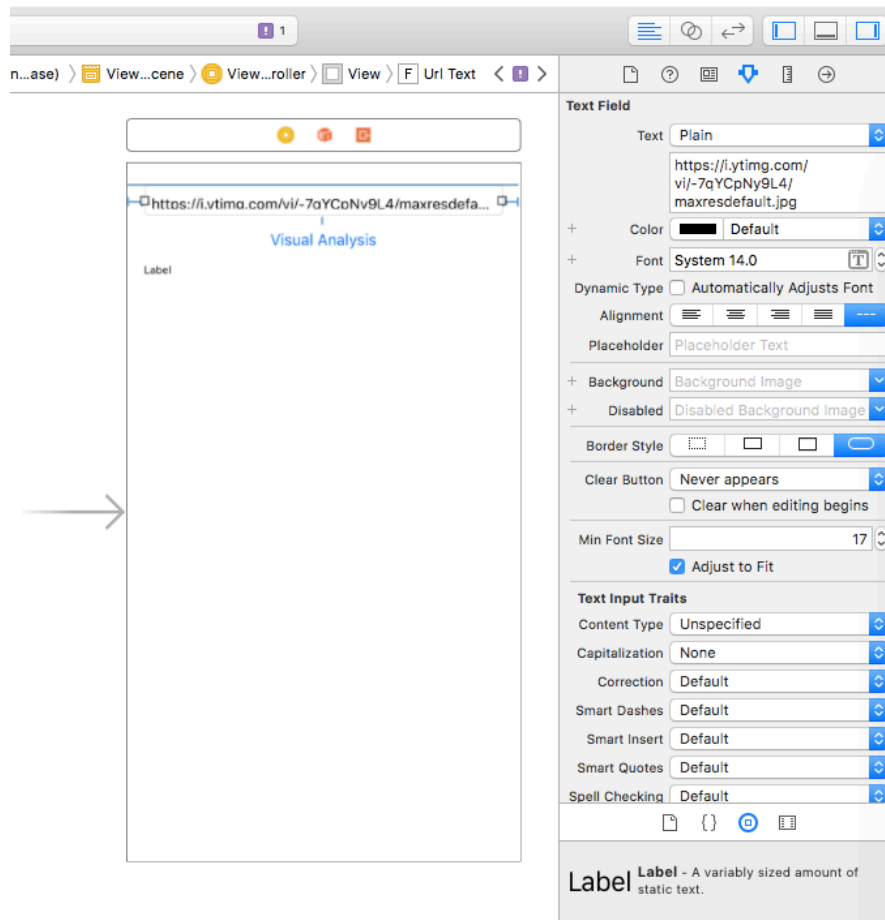 1
n...ase) View...cene View...roller View F Url Text
https://i.ytimg.com/vi/-7qYCpNy9L4/maxresdefa...
Visual Analysis
Label
Text Field
Text Plain
https://i.ytimg.com/
vi/-7qYCpNy9L4/
maxresdefault.jpg
Color Default
Font System 14.0 T
Dynamic Type Automatically Adjusts Font
Alignment
Placeholder Placeholder Text
Background Background Image
Disabled Disabled Background Image
Border Style
Clear Button Never appears
Clear when editing begins
Min Font Size 17
Adjust to Fit
Text Input Traits
Content Type Unspecified
Capitalization None
Correction Default
Smart Dashes Default
Smart Insert Default
Smart Quotes Default
Spell Checking Default
{}
Label Label - A variably sized amount of
static text.